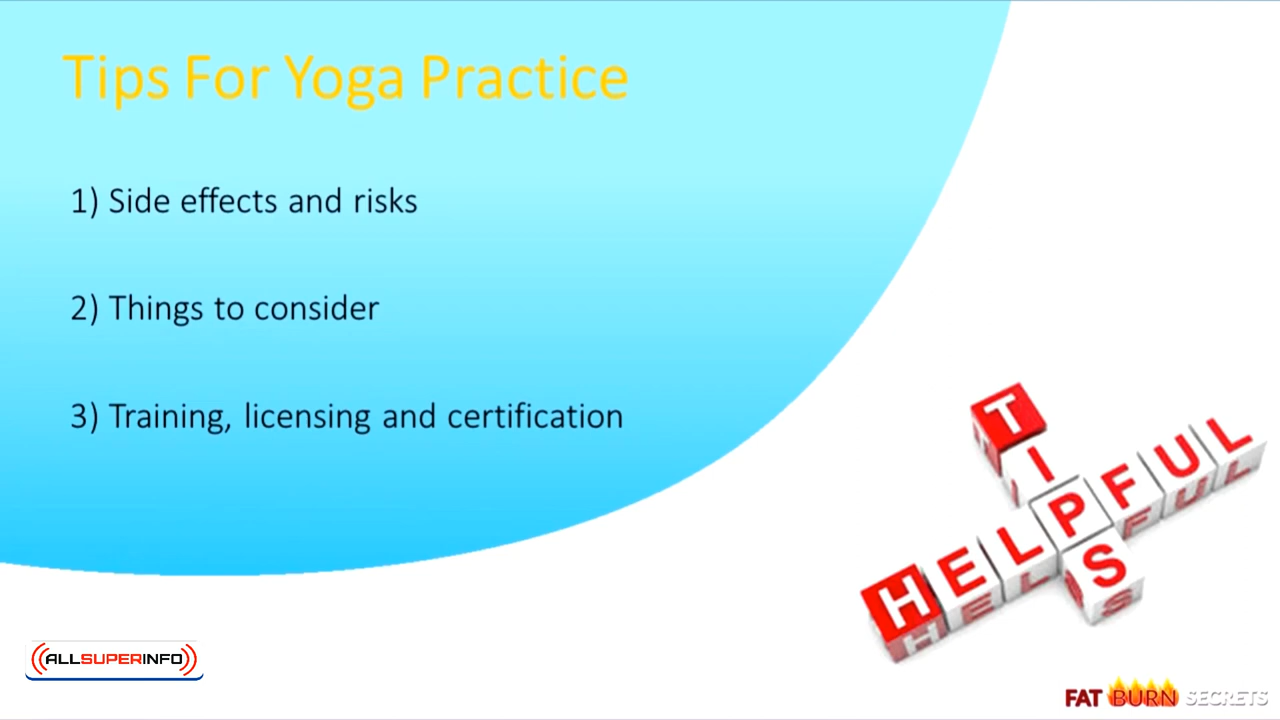 Tips For Yoga Practice
1) Side effects and risks
2) Things to consider
3) Training, licensing and certification
TIPS
HELPFUL
ALLSUPERINFO
FAT BURN SECRETS